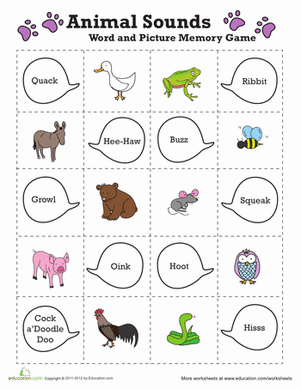 Animal Sounds
Word and Picture Memory Game
Quack
Ribbit
Hee-Haw
Buzz
Growl
Squeak
Oink
Hoot
Cock
a'Doodle
Doo
Hisss
education.com
Copyright © 2011-2012 by Education.com
More worksheets at www.education.com/worksheets